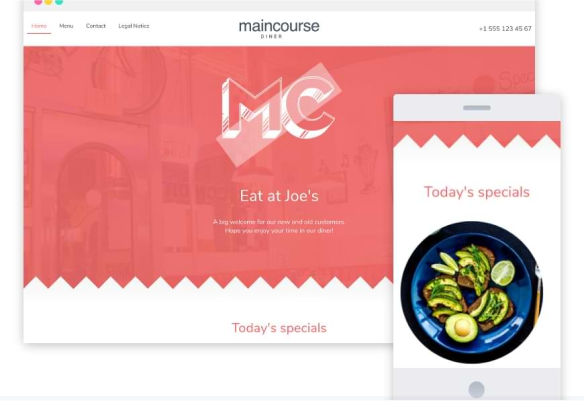 Home Menu Contact Legal Notice
maincourse
DINER
+1 555 123 45 67
MC
Eat at Joe's
A big welcome for our new and old customers.
Hope you enjoy your time in our diner!
Today's specials
Today's specials